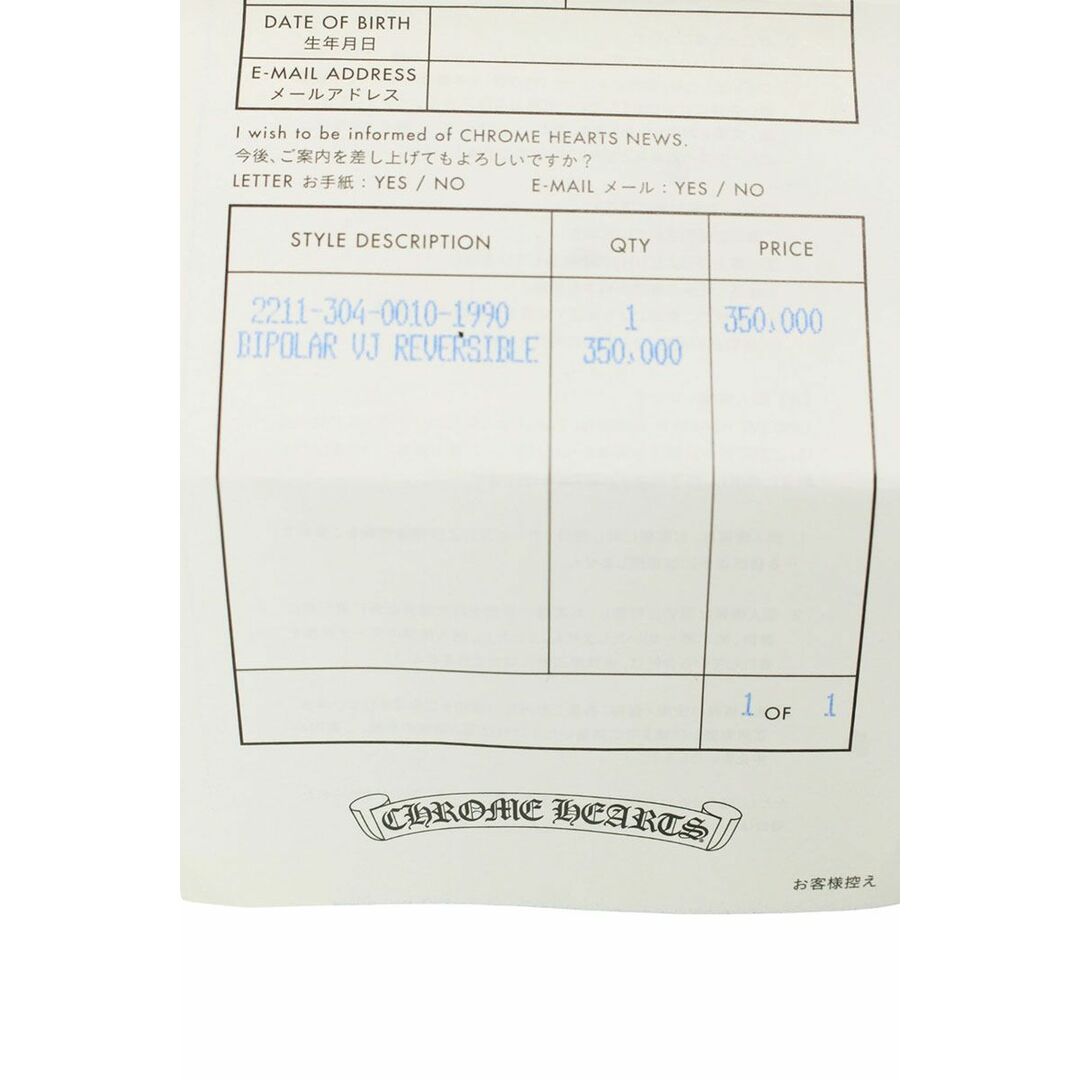 DATE OF BIRTH
生年月日
E-MAIL ADDRESS
メールアドレス
I wish to be informed of CHROME HEARTS NEWS.
今後、ご案内を差し上げてもよろしいですか？
LETTER お手紙 : YES / NO E-MAIL メール : YES / NO
STYLE DESCRIPTION QTY PRICE
2211-304-0010-1990 1 350,000
BIPOLAR VJ REVERSIBLE 350,000
1 OF 1
CHROME HEARTS
お客様控え